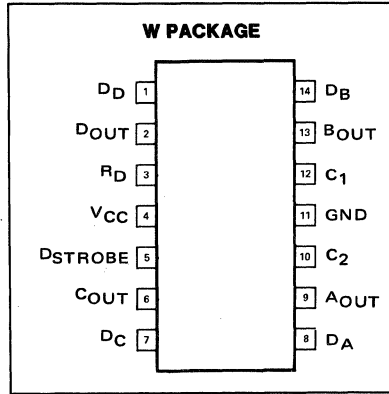 W PACKAGE
DD 1 14 DB
DOUT 2 13 BOUT
RD 3 12 C1
VCC 4 11 GND
DSTROBE 5 10 C2
COUT 6 9 AOUT
DC 7 8 DA